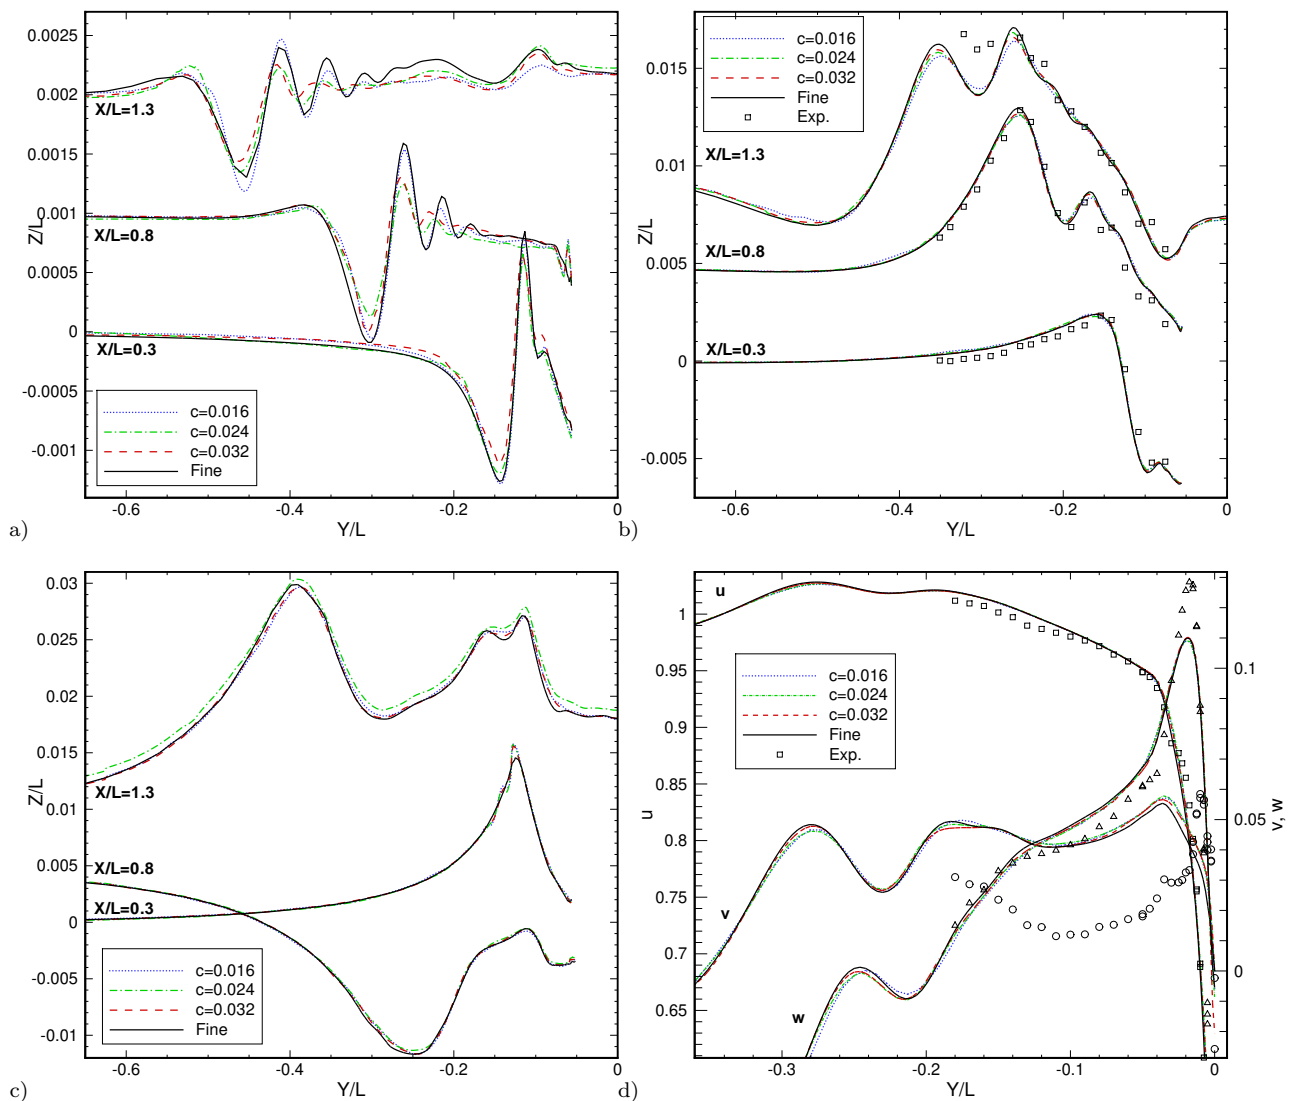 0.0025
0.002
0.0015
0.001
0.0005
0
-0.0005
-0.001
Z/L
X/L=1.3
X/L=0.8
X/L=0.3
c=0.016
c=0.024
c=0.032
Fine
-0.6 -0.4 -0.2 0
Y/L
a)
0.015
0.01
0.005
0
-0.005
Z/L
c=0.016
c=0.024
c=0.032
Fine
Exp.
X/L=1.3
X/L=0.8
X/L=0.3
-0.6 -0.4 -0.2 0
Y/L
b)
0.03
0.025
0.02
0.015
0.01
0.005
0
-0.005
-0.01
Z/L
X/L=1.3
X/L=0.8
X/L=0.3
c=0.016
c=0.024
c=0.032
Fine
-0.6 -0.4 -0.2 0
Y/L
c)
1
0.95
0.9
0.85
0.8
0.75
0.7
0.65
u
u
c=0.016
c=0.024
c=0.032
Fine
Exp.
v
w
0.1
0.05
0
v, w
-0.3 -0.2 -0.1 0
Y/L
d)